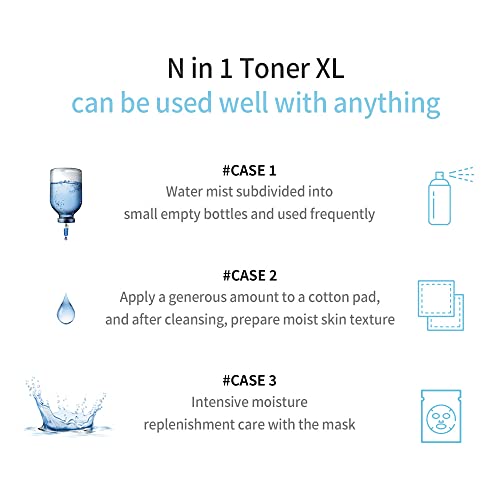 N in 1 Toner XL
can be used well with anything
#CASE 1
Water mist subdivided into
small empty bottles and used frequently
#CASE 2
Apply a generous amount to a cotton pad,
and after cleansing, prepare moist skin texture
#CASE 3
Intensive moisture
replenishment care with the mask